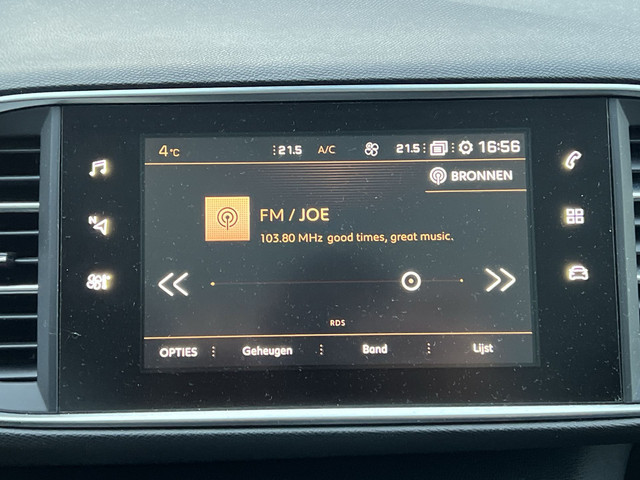 4°C 21.5 A/C 21.5 16:56
BRONNEN
FM / JOE
103.80 MHz good times, great music.
N
RDS
OPTIES Geheugen Band Lijst